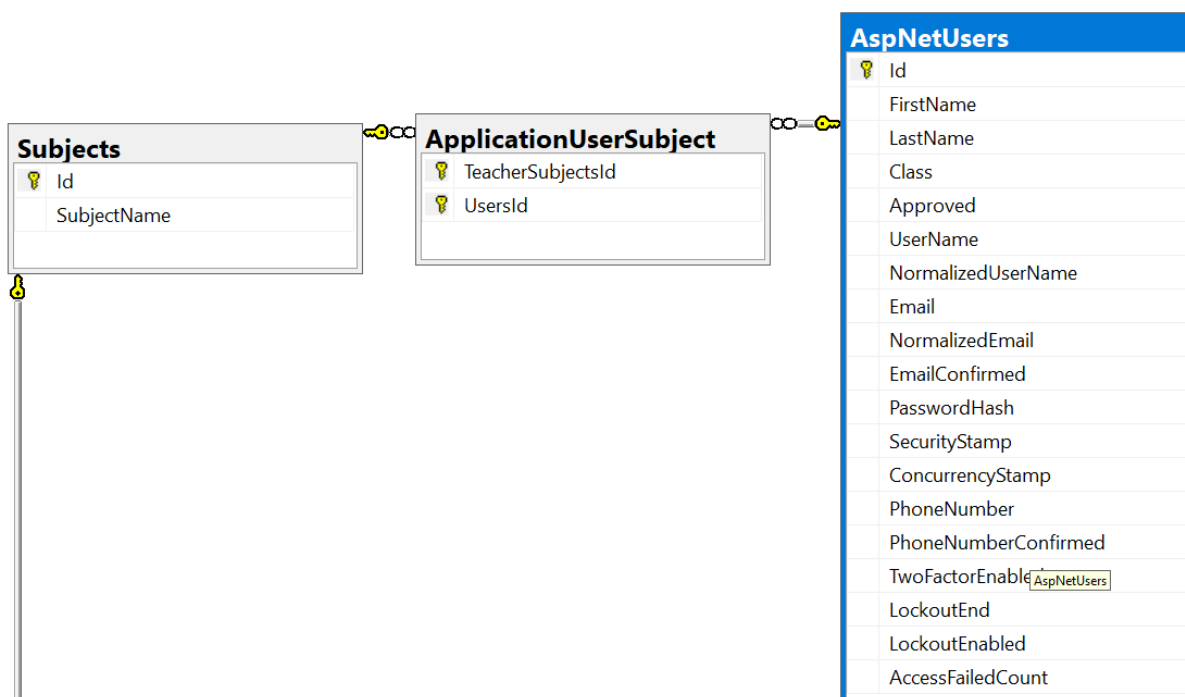 Subjects
Id
SubjectName
ApplicationUserSubject
TeacherSubjectsId
UsersId
AspNetUsers
Id
FirstName
LastName
Class
Approved
UserName
NormalizedUserName
Email
NormalizedEmail
EmailConfirmed
PasswordHash
SecurityStamp
ConcurrencyStamp
PhoneNumber
PhoneNumberConfirmed
TwoFactorEnabled
AspNetUsers
LockoutEnd
LockoutEnabled
AccessFailedCount